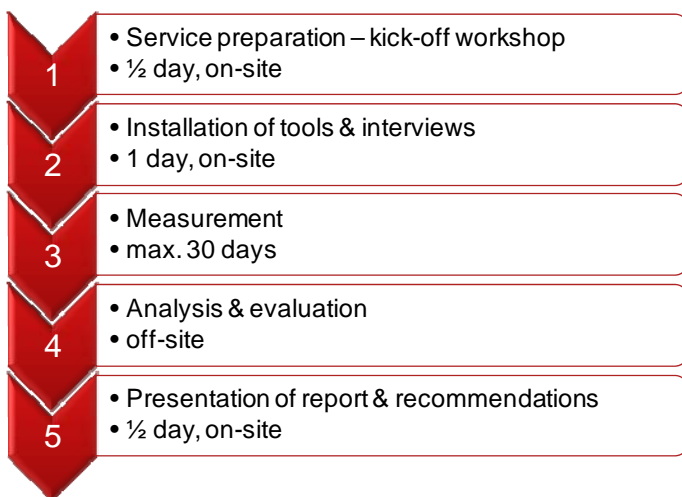 1
• Service preparation – kick-off workshop
• ½ day, on-site
2
• Installation of tools & interviews
• 1 day, on-site
3
• Measurement
• max. 30 days
4
• Analysis & evaluation
• off-site
5
• Presentation of report & recommendations
• ½ day, on-site